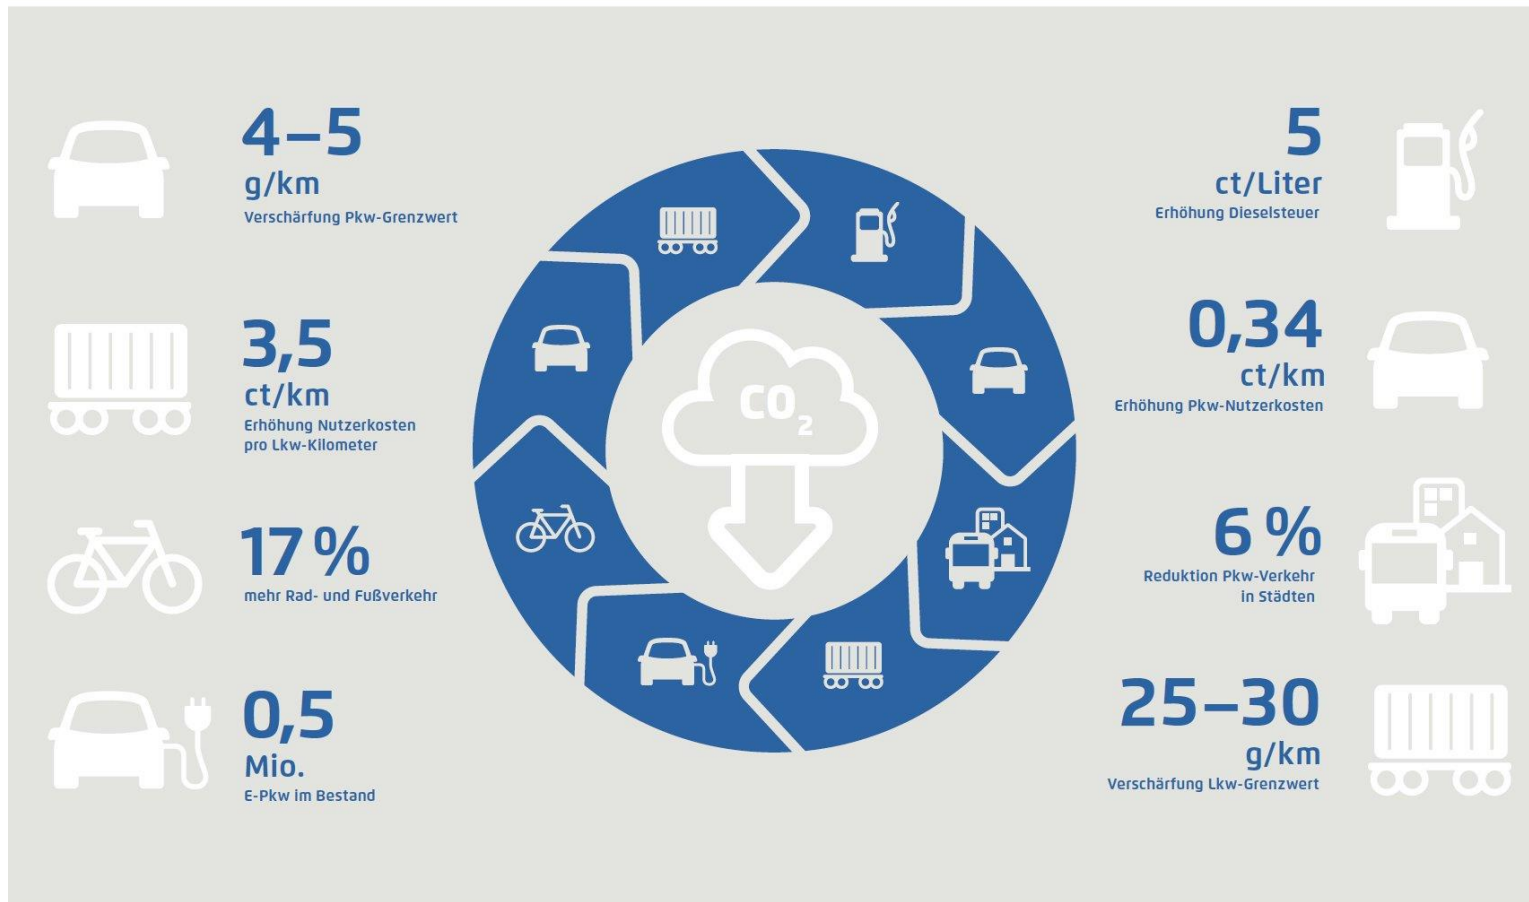 4–5
g/km
Verschärfung Pkw-Grenzwert
3,5
ct/km
Erhöhung Nutzerkosten
pro Lkw-Kilometer
17 %
mehr Rad- und Fußverkehr
0,5
Mio.
E-Pkw im Bestand
CO2
5
ct/Liter
Erhöhung Dieselsteuer
0,34
ct/km
Erhöhung Pkw-Nutzerkosten
6 %
Reduktion Pkw-Verkehr
in Städten
25–30
g/km
Verschärfung Lkw-Grenzwert